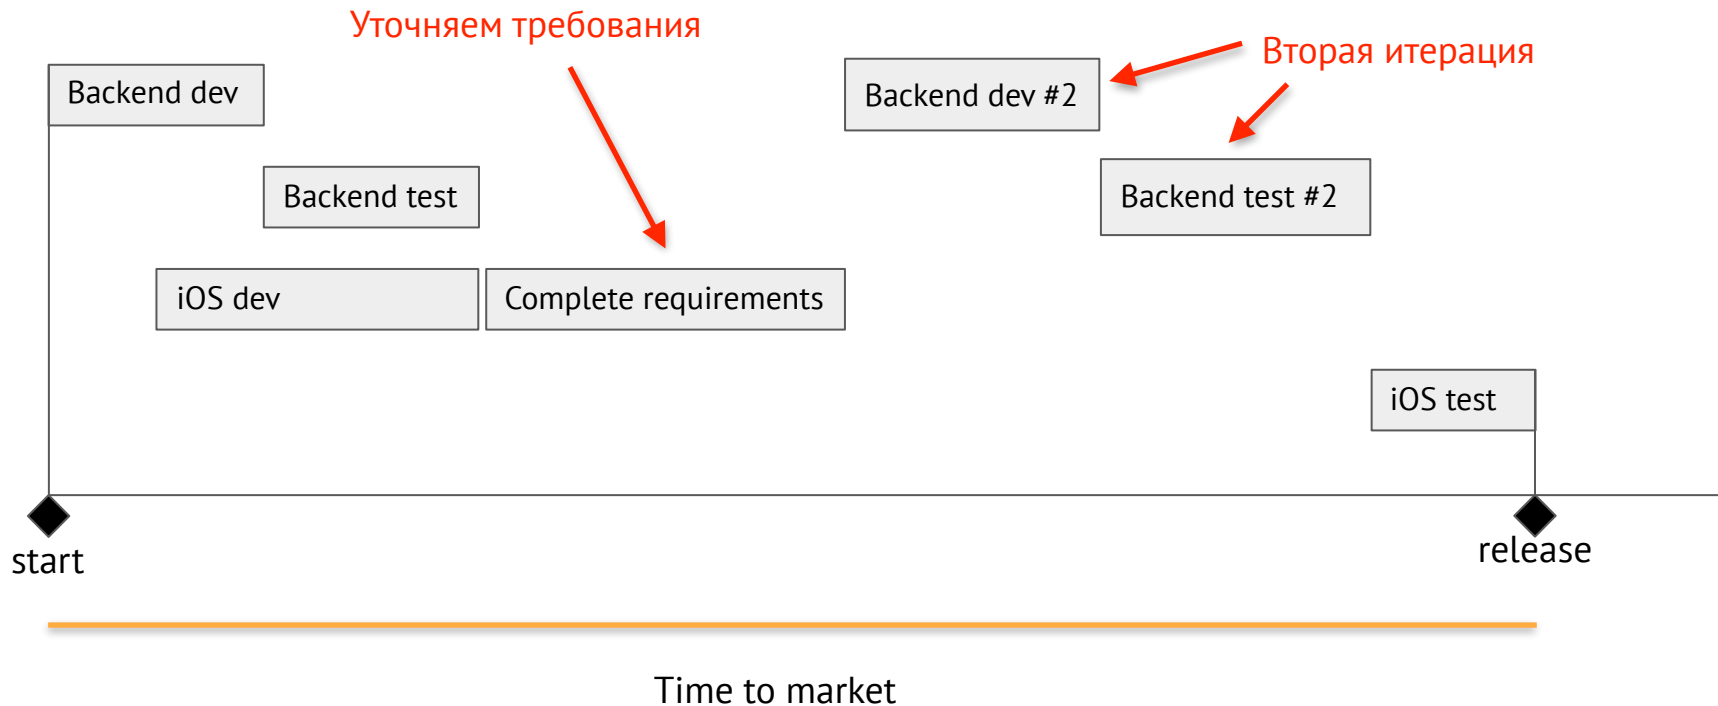 Уточняем требования
Вторая итерация
Backend dev
Backend dev #2
Backend test
Backend test #2
iOS dev
Complete requirements
iOS test
start
release
Time to market